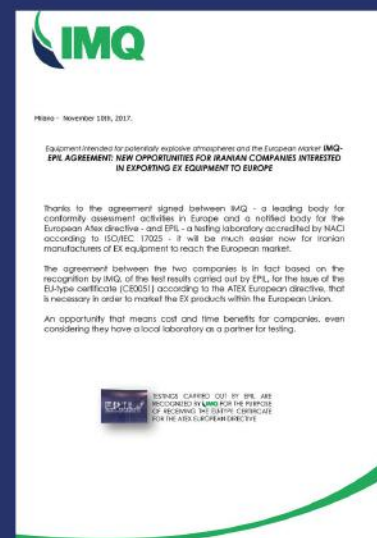 IMQ
Milano - November 10th, 2017.
Equipment intended for potentially explosive atmospheres and the European Market IMQ-
EPIL AGREEMENT: NEW OPPORTUNITIES FOR IRANIAN COMPANIES INTERESTED
IN EXPORTING EX EQUIPMENT TO EUROPE
Thanks to the agreement signed between IMQ - a leading body for
conformity assessment activities in Europe and a notified body for the
European Atex directive - and EPIL - a testing laboratory accredited by NACI
according to ISO/IEC 17025 - it will be much easier now for Iranian
manufacturers of EX equipment to reach the European market.
The agreement between the two companies is in fact based on the
recognition by IMQ, of the test results carried out by EPIL, for the issue of the
EU-type certificate (CE0051) according to the ATEX European directive, that
is necessary in order to market the EX products within the European Union.
An opportunity that means cost and time benefits for companies, even
considering they have a local laboratory as a partner for testing.
TESTINGS CARRIED OUT BY EPIL ARE
RECOGNIZED BY IMQ FOR THE PURPOSE
OF RECEIVING THE EU-TYPE CERTIFICATE
FOR THE ATEX EUROPEAN DIRECTIVE